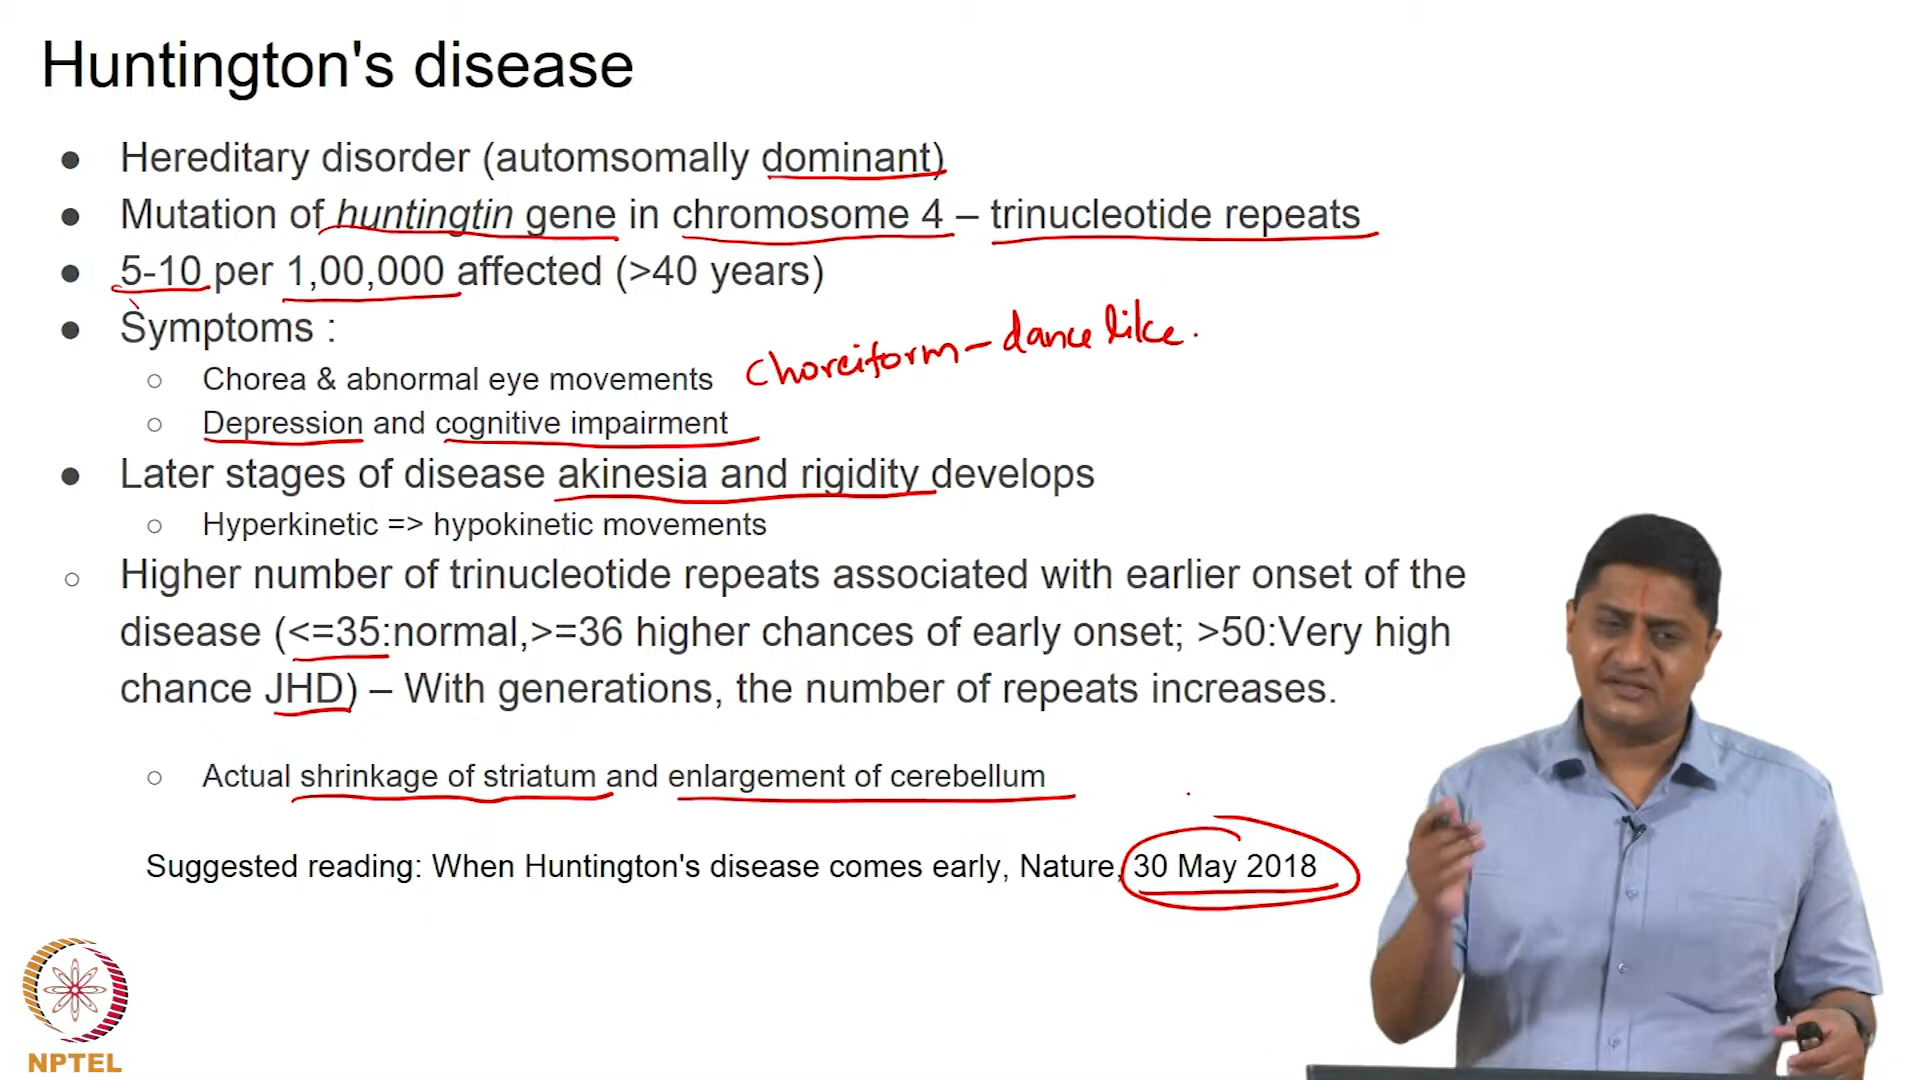 Huntington's disease
● Hereditary disorder (automsomally dominant)
● Mutation of huntingtin gene in chromosome 4 – trinucleotide repeats
● 5-10 per 1,00,000 affected (>40 years)
● Symptoms :
○ Chorea & abnormal eye movements
choreiform – dance like.
○ Depression and cognitive impairment
● Later stages of disease akinesia and rigidity develops
○ Hyperkinetic => hypokinetic movements
○ Higher number of trinucleotide repeats associated with earlier onset of the
disease (<=35:normal,>=36 higher chances of early onset; >50:Very high
chance JHD) – With generations, the number of repeats increases.
○ Actual shrinkage of striatum and enlargement of cerebellum
Suggested reading: When Huntington's disease comes early, Nature, 30 May 2018
NPTEL